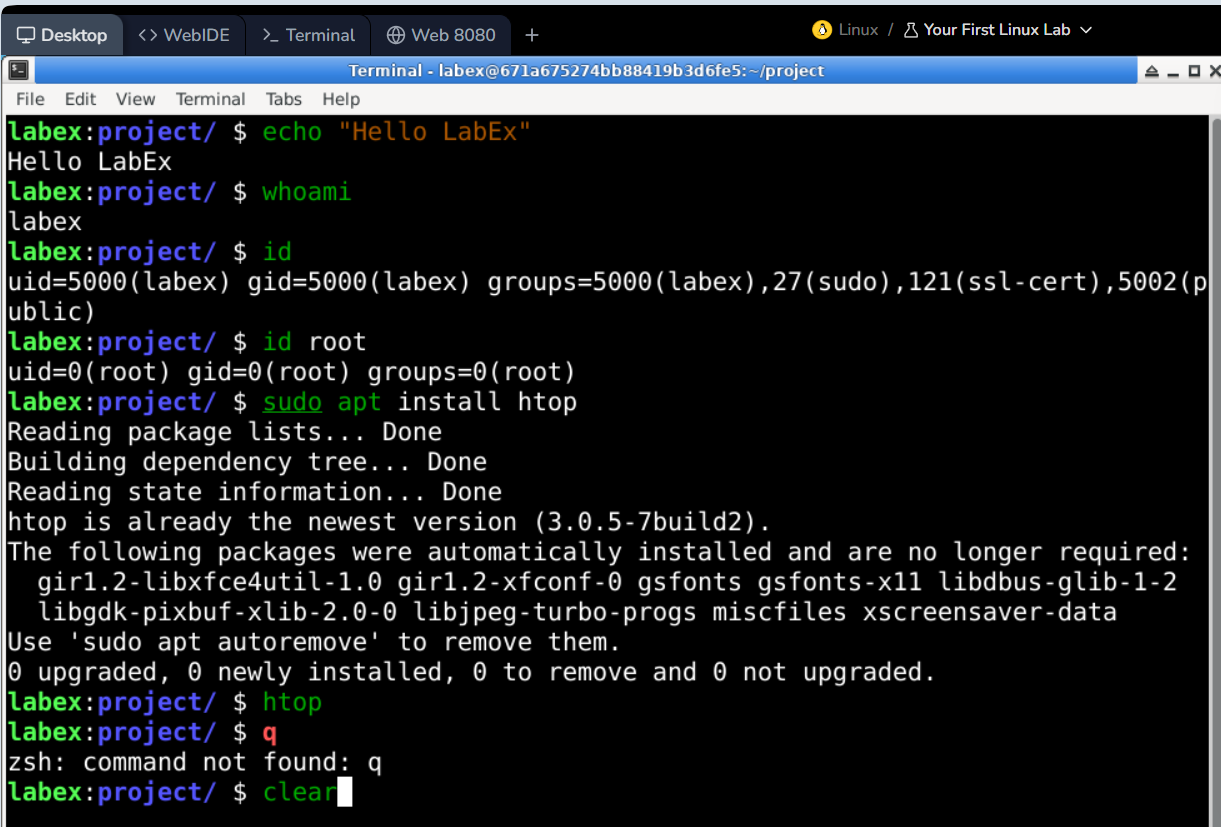 Desktop <> WebIDE >_ Terminal Web 8080 + Linux / Your First Linux Lab
Terminal - labex@671a675274bb88419b3d6fe5:~/project
File Edit View Terminal Tabs Help
labex:project/ $ echo "Hello LabEx"
Hello LabEx
labex:project/ $ whoami
labex
labex:project/ $ id
uid=5000(labex) gid=5000(labex) groups=5000(labex),27(sudo),121(ssl-cert),5002(p
ublic)
labex:project/ $ id root
uid=0(root) gid=0(root) groups=0(root)
labex:project/ $ sudo apt install htop
Reading package lists... Done
Building dependency tree... Done
Reading state information... Done
htop is already the newest version (3.0.5-7build2).
The following packages were automatically installed and are no longer required:
  gir1.2-libxfce4util-1.0 gir1.2-xfconf-0 gsfonts gsfonts-x11 libdbus-glib-1-2
  libgdk-pixbuf-xlib-2.0-0 libjpeg-turbo-progs miscfiles xscreensaver-data
Use 'sudo apt autoremove' to remove them.
0 upgraded, 0 newly installed, 0 to remove and 0 not upgraded.
labex:project/ $ htop
labex:project/ $ q
zsh: command not found: q
labex:project/ $ clear